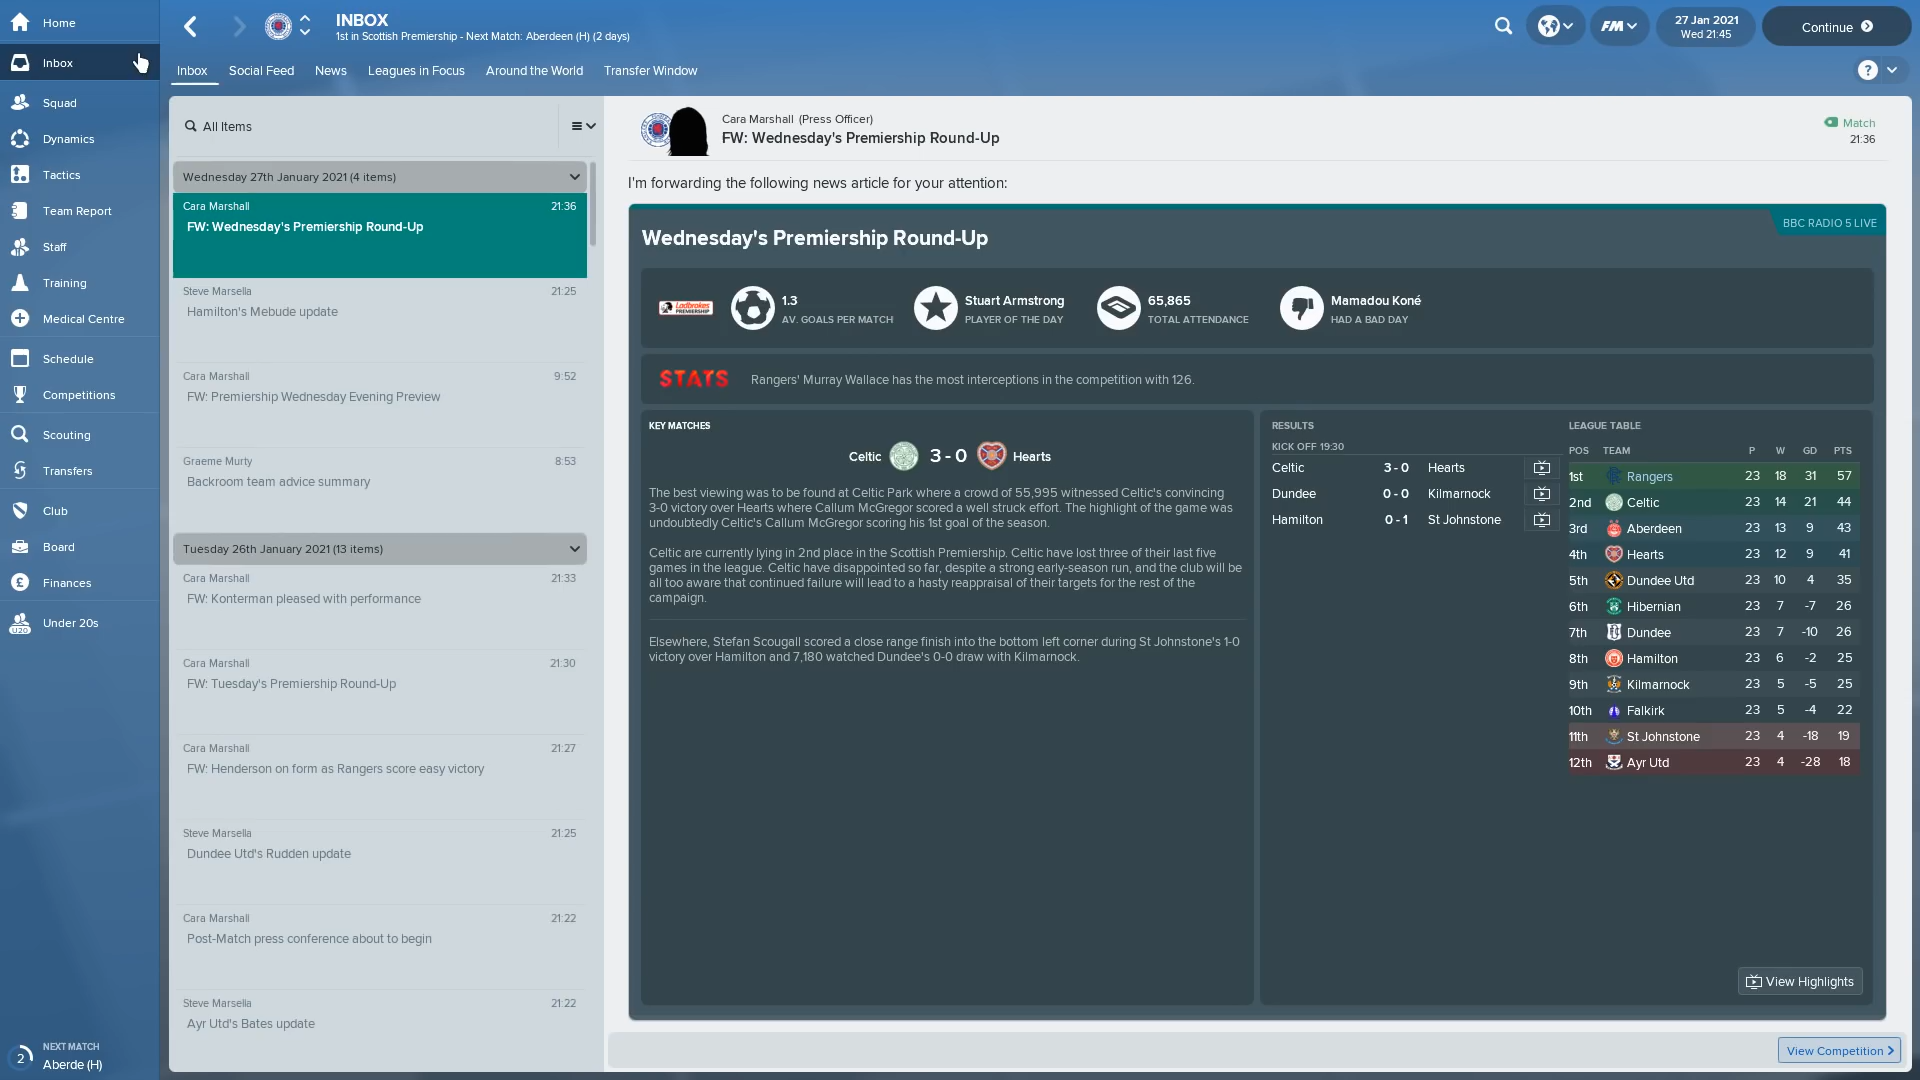 Home
Inbox
Squad
Dynamics
Tactics
Team Report
Staff
Training
Medical Centre
Schedule
Competitions
Scouting
Transfers
Club
Board
Finances
U20
Under 20s
2
NEXT MATCH
Aberde (H)
INBOX
1st in Scottish Premiership - Next Match: Aberdeen (H) (2 days)
FM
27 Jan 2021
Wed 21:45
Continue
Inbox Social Feed News Leagues in Focus Around the World Transfer Window
?
All Items
Wednesday 27th January 2021 (4 items)
Cara Marshall 21:36
FW: Wednesday's Premiership Round-Up
Steve Marsella 21:25
Hamilton's Mebude update
Cara Marshall 9:52
FW: Premiership Wednesday Evening Preview
Graeme Murty 8:53
Backroom team advice summary
Tuesday 26th January 2021 (13 items)
Cara Marshall 21:33
FW: Konterman pleased with performance
Cara Marshall 21:30
FW: Tuesday's Premiership Round-Up
Cara Marshall 21:27
FW: Henderson on form as Rangers score easy victory
Steve Marsella 21:25
Dundee Utd's Rudden update
Cara Marshall 21:22
Post-Match press conference about to begin
Steve Marsella 21:22
Ayr Utd's Bates update
Cara Marshall (Press Officer)
FW: Wednesday's Premiership Round-Up
Match
21:36
I'm forwarding the following news article for your attention:
BBC RADIO 5 LIVE
Wednesday's Premiership Round-Up
Ladbrokes
PREMIERSHIP
1.3
AV. GOALS PER MATCH
Stuart Armstrong
PLAYER OF THE DAY
65,865
TOTAL ATTENDANCE
Mamadou Koné
HAD A BAD DAY
STATS
Rangers' Murray Wallace has the most interceptions in the competition with 126.
KEY MATCHES
Celtic 3 - 0 Hearts
The best viewing was to be found at Celtic Park where a crowd of 55,995 witnessed Celtic's convincing
3-0 victory over Hearts where Callum McGregor scored a well struck effort. The highlight of the game was
undoubtedly Celtic's Callum McGregor scoring his 1st goal of the season.
Celtic are currently lying in 2nd place in the Scottish Premiership. Celtic have lost three of their last five
games in the league. Celtic have disappointed so far, despite a strong early-season run, and the club will be
all too aware that continued failure will lead to a hasty reappraisal of their targets for the rest of the
campaign.
Elsewhere, Stefan Scougall scored a close range finish into the bottom left corner during St Johnstone's 1-0
victory over Hamilton and 7,180 watched Dundee's 0-0 draw with Kilmarnock.
RESULTS
KICK OFF 19:30
Celtic 3 - 0 Hearts
Dundee 0 - 0 Kilmarnock
Hamilton 0 - 1 St Johnstone
LEAGUE TABLE
POS TEAM P W GD PTS
1st Rangers 23 18 31 57
2nd Celtic 23 14 21 44
3rd Aberdeen 23 13 9 43
4th Hearts 23 12 9 41
5th Dundee Utd 23 10 4 35
6th Hibernian 23 7 -7 26
7th Dundee 23 7 -10 26
8th Hamilton 23 6 -2 25
9th Kilmarnock 23 5 -5 25
10th Falkirk 23 5 -4 22
11th St Johnstone 23 4 -18 19
12th Ayr Utd 23 4 -28 18
View Highlights
View Competition